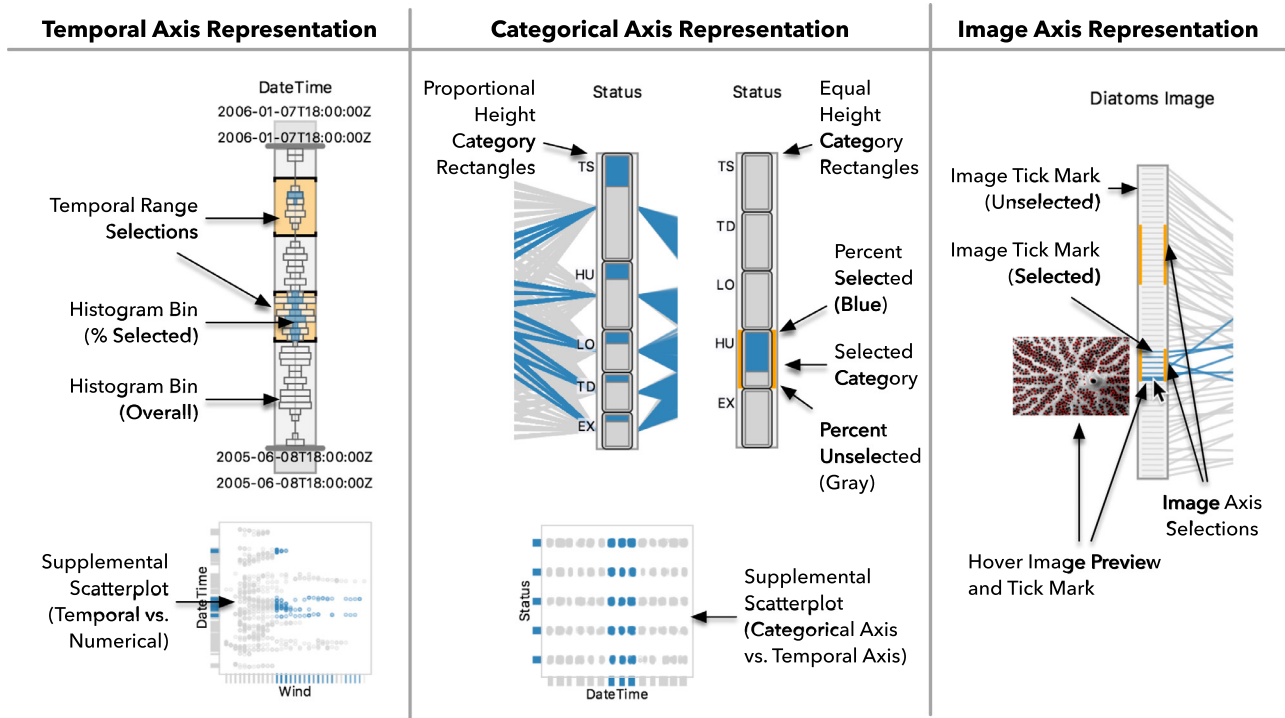 Temporal Axis Representation
DateTime
2006-01-07T18:00:00Z
2006-01-07T18:00:00Z
Temporal Range
Selections
Histogram Bin
(% Selected)
Histogram Bin
(Overall)
2005-06-08T18:00:00Z
2005-06-08T18:00:00Z
Supplemental
Scatterplot
(Temporal vs.
Numerical)
DateTime
Wind
Categorical Axis Representation
Proportional
Height
Category
Rectangles
Status
TS
HU
LO
TD
EX
Status
TS
TD
LO
HU
EX
Equal
Height
Category
Rectangles
Percent
Selected
(Blue)
Selected
Category
Percent
Unselected
(Gray)
Status
DateTime
Supplemental
Scatterplot
(Categorical Axis
vs. Temporal Axis)
Image Axis Representation
Diatoms Image
Image Tick Mark
(Unselected)
Image Tick Mark
(Selected)
Image Axis
Selections
Hover Image Preview
and Tick Mark